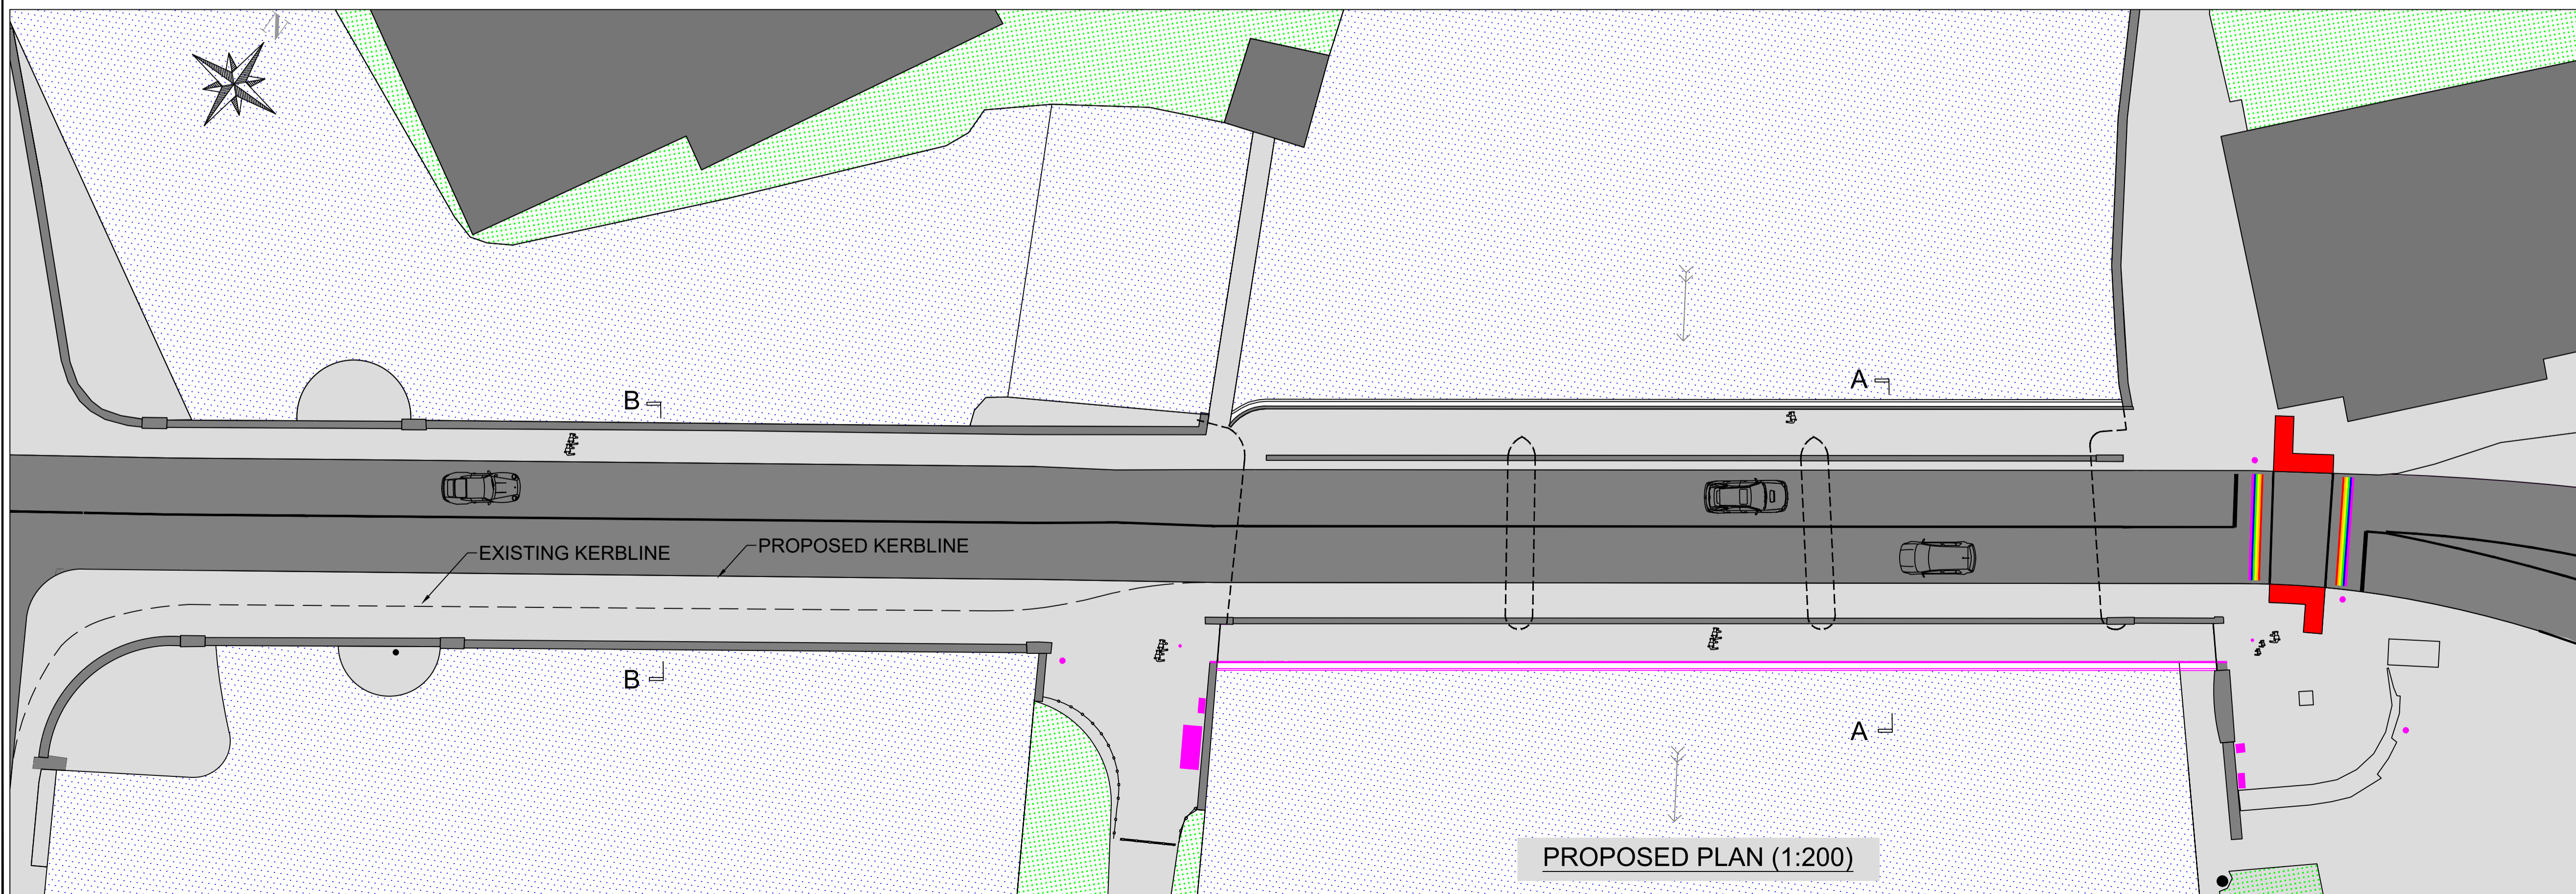 B
A
EXISTING KERBLINE
PROPOSED KERBLINE
B
A
PROPOSED PLAN (1:200)